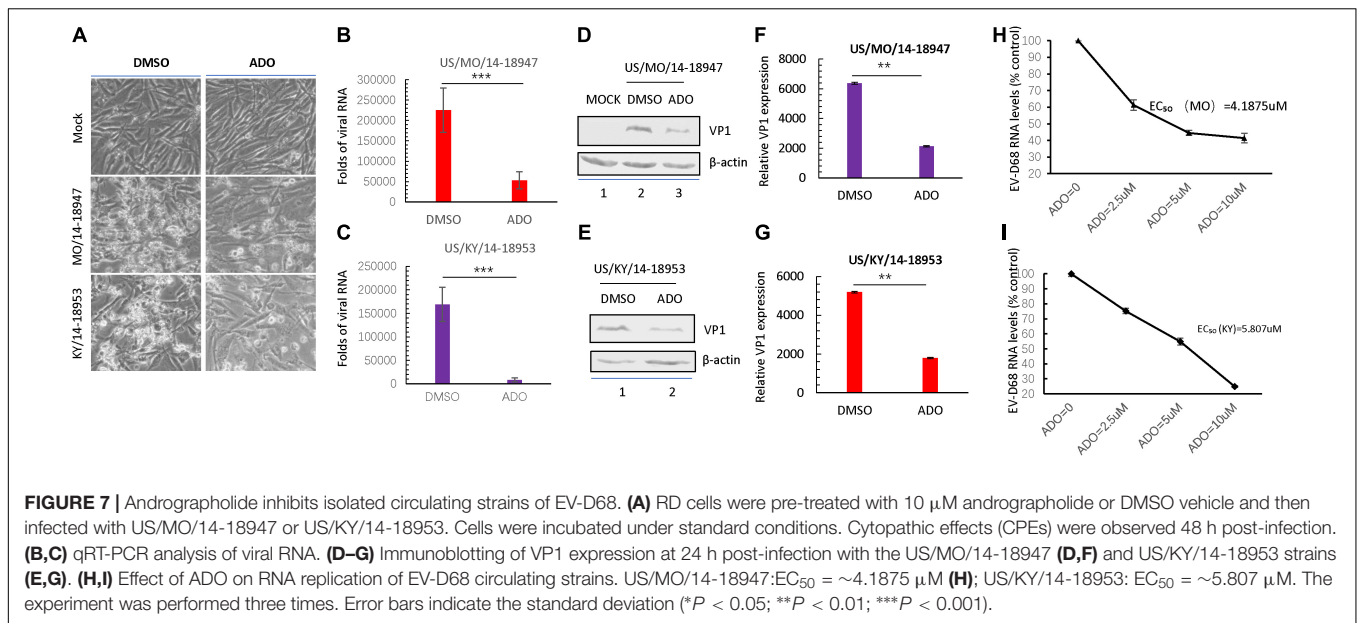 A
DMSO
ADO
Mock
MO/14-18947
KY/14-18953
B
US/MO/14-18947
***
Folds of viral RNA
300000
250000
200000
150000
100000
50000
0
DMSO
ADO
C
US/KY/14-18953
***
Folds of viral RNA
250000
200000
150000
100000
50000
0
DMSO
ADO
D
US/MO/14-18947
MOCK DMSO ADO
VP1
β-actin
1 2 3
E
US/KY/14-18953
DMSO ADO
VP1
β-actin
1 2
F
US/MO/14-18947
**
Relative VP1 expression
8000
6000
4000
2000
0
DMSO
ADO
G
US/KY/14-18953
**
Relative VP1 expression
6000
4000
2000
0
DMSO
ADO
H
EV-D68 RNA levels (% control)
100
90
80
70
60
50
40
30
20
EC₅₀ （MO） =4.1875uM
ADO=0
AD0=2.5uM
ADO=5uM
ADO=10uM
I
EV-D68 RNA levels (% control)
100
90
80
70
60
50
40
30
20
EC₅₀ (KY)=5.807uM
ADO=0
ADO=2.5uM
ADO=5uM
ADO=10uM
FIGURE 7 | Andrographolide inhibits isolated circulating strains of EV-D68. (A) RD cells were pre-treated with 10 μM andrographolide or DMSO vehicle and then
infected with US/MO/14-18947 or US/KY/14-18953. Cells were incubated under standard conditions. Cytopathic effects (CPEs) were observed 48 h post-infection.
(B,C) qRT-PCR analysis of viral RNA. (D–G) Immunoblotting of VP1 expression at 24 h post-infection with the US/MO/14-18947 (D,F) and US/KY/14-18953 strains
(E,G). (H,I) Effect of ADO on RNA replication of EV-D68 circulating strains. US/MO/14-18947:EC₅₀ = ~4.1875 μM (H); US/KY/14-18953: EC₅₀ = ~5.807 μM. The
experiment was performed three times. Error bars indicate the standard deviation (*P < 0.05; **P < 0.01; ***P < 0.001).